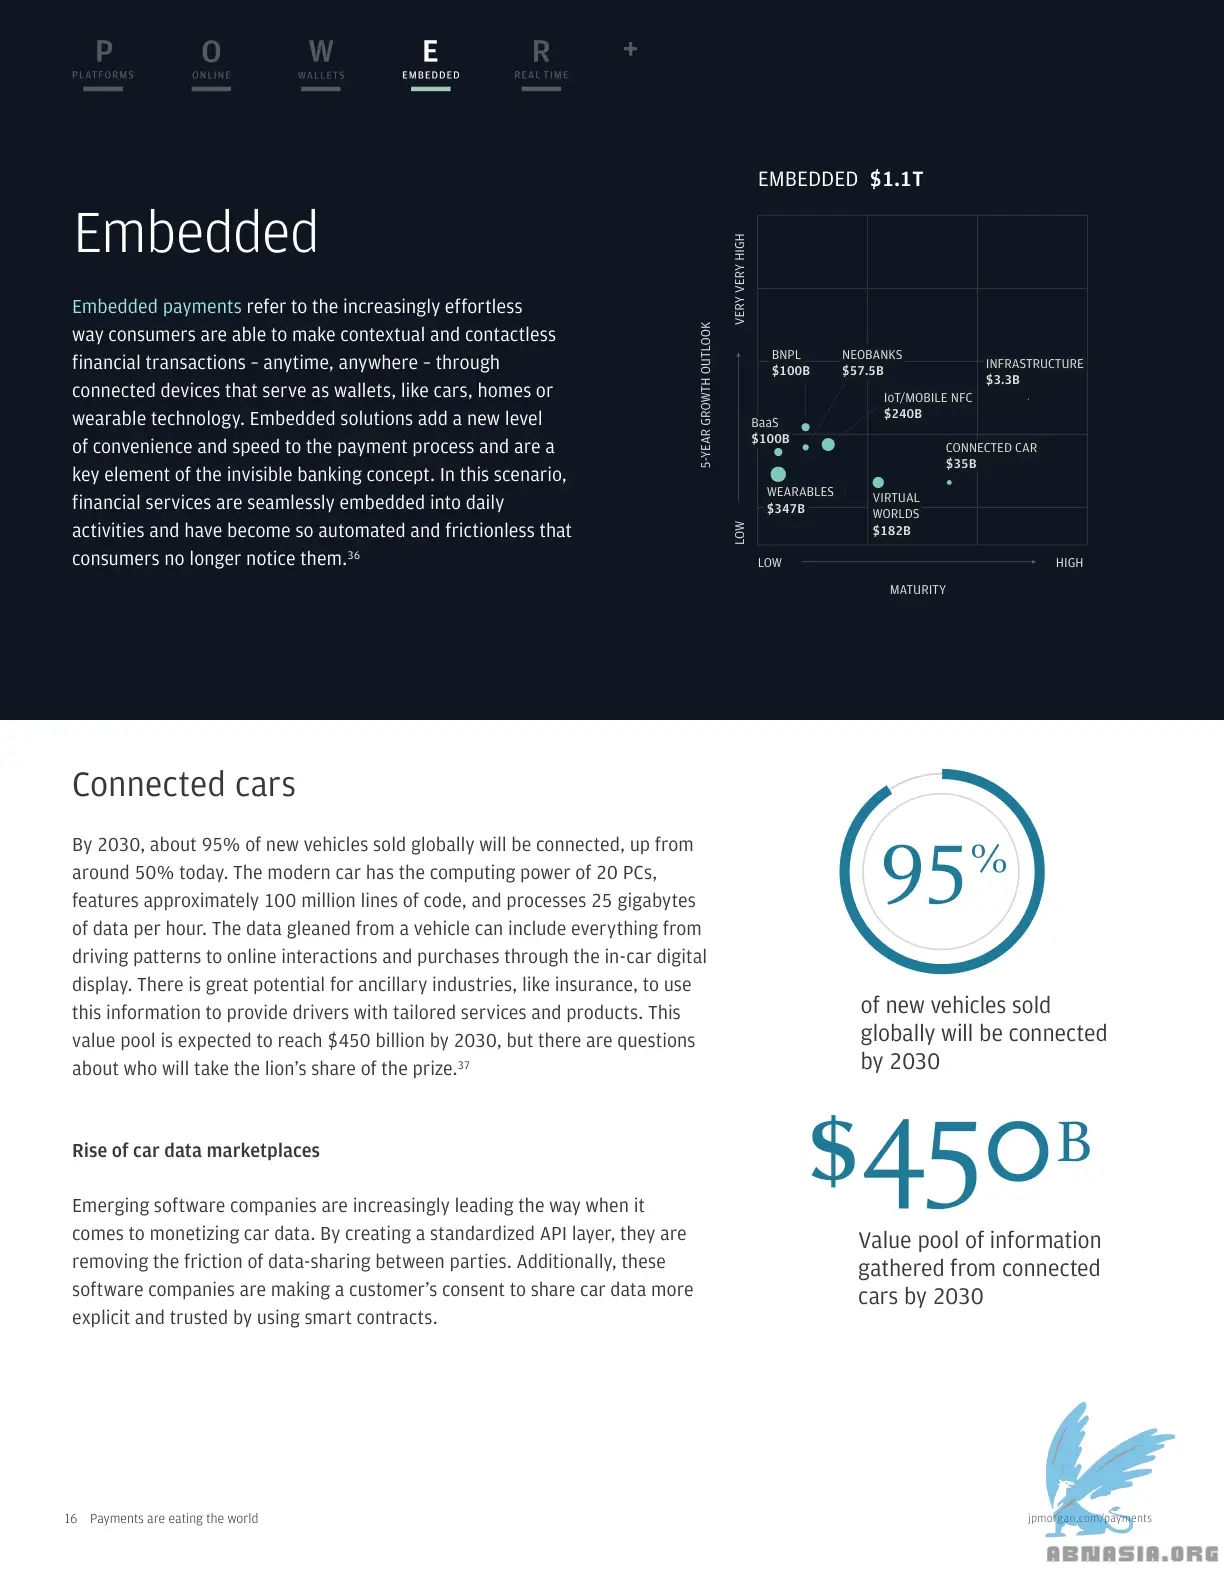 P O W E R +
PLATFORMS ONLINE WALLETS EMBEDDED REAL TIME
Embedded
Embedded payments refer to the increasingly effortless
way consumers are able to make contextual and contactless
financial transactions – anytime, anywhere – through
connected devices that serve as wallets, like cars, homes or
wearable technology. Embedded solutions add a new level
of convenience and speed to the payment process and are a
key element of the invisible banking concept. In this scenario,
financial services are seamlessly embedded into daily
activities and have become so automated and frictionless that
consumers no longer notice them.36
EMBEDDED $1.1T
VERY VERY HIGH
5-YEAR GROWTH OUTLOOK
LOW
BNPL
$100B
NEOBANKS
$57.5B
INFRASTRUCTURE
$3.3B
IoT/MOBILE NFC
$240B
BaaS
$100B
CONNECTED CAR
$35B
WEARABLES
$347B
VIRTUAL
WORLDS
$182B
LOW HIGH
MATURITY
Connected cars
By 2030, about 95% of new vehicles sold globally will be connected, up from
around 50% today. The modern car has the computing power of 20 PCs,
features approximately 100 million lines of code, and processes 25 gigabytes
of data per hour. The data gleaned from a vehicle can include everything from
driving patterns to online interactions and purchases through the in-car digital
display. There is great potential for ancillary industries, like insurance, to use
this information to provide drivers with tailored services and products. This
value pool is expected to reach $450 billion by 2030, but there are questions
about who will take the lion’s share of the prize.37
Rise of car data marketplaces
Emerging software companies are increasingly leading the way when it
comes to monetizing car data. By creating a standardized API layer, they are
removing the friction of data-sharing between parties. Additionally, these
software companies are making a customer’s consent to share car data more
explicit and trusted by using smart contracts.
95%
of new vehicles sold
globally will be connected
by 2030
$450B
Value pool of information
gathered from connected
cars by 2030
16 Payments are eating the world
jpmorgan.com/payments
ABNASIA.ORG